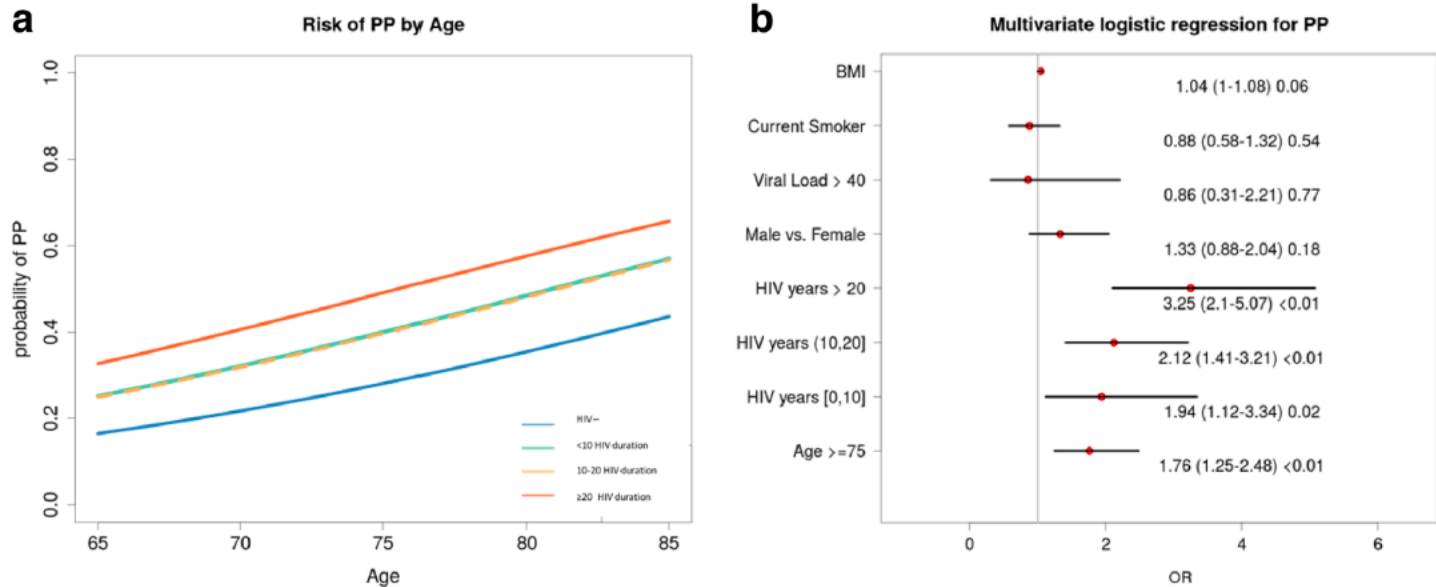 a
Risk of PP by Age
probability of PP
1.0
0.8
0.6
0.4
0.2
0.0
65
70
75
80
85
Age
HIV−
<10 HIV-duration
10-20 HIV-duration
≥20 HIV-duration
b
Multivariate logistic regression for PP
BMI
1.04 (1-1.08) 0.06
Current Smoker
0.88 (0.58-1.32) 0.54
Viral Load > 40
0.86 (0.31-2.21) 0.77
Male vs. Female
1.33 (0.88-2.04) 0.18
HIV years > 20
3.25 (2.1-5.07) <0.01
HIV years (10,20]
2.12 (1.41-3.21) <0.01
HIV years [0,10]
1.94 (1.12-3.34) 0.02
Age >=75
1.76 (1.25-2.48) <0.01
0
2
4
6
OR